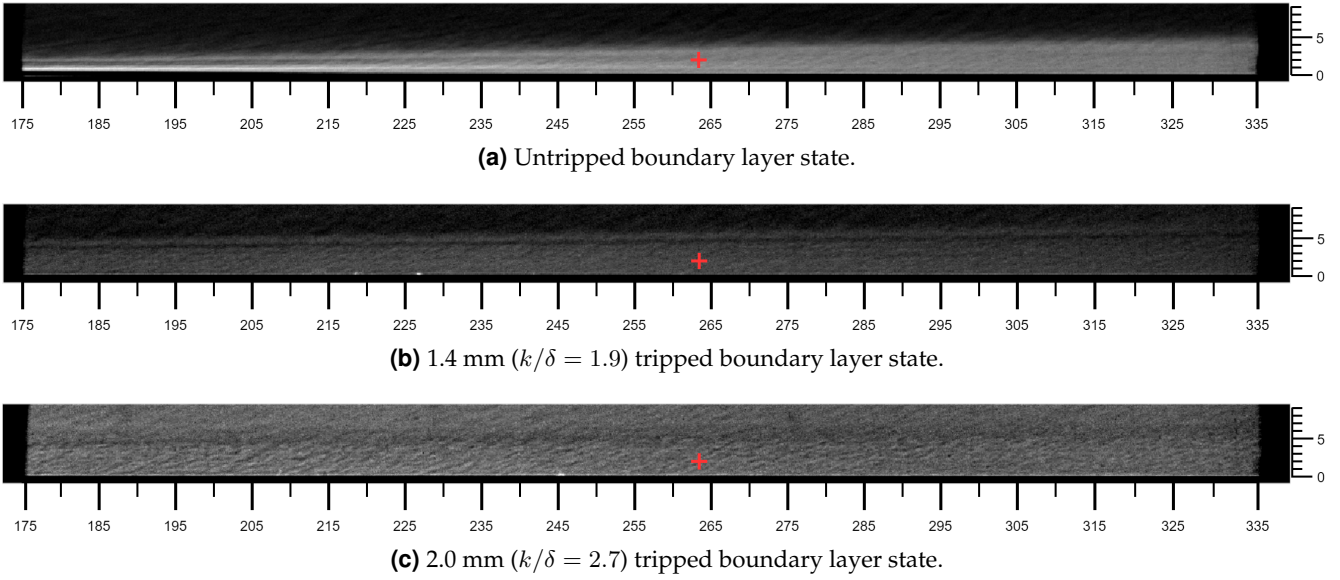 5
0
175 185 195 205 215 225 235 245 255 265 275 285 295 305 315 325 335
(a) Untripped boundary layer state.
5
0
175 185 195 205 215 225 235 245 255 265 275 285 295 305 315 325 335
(b) 1.4 mm (k/δ = 1.9) tripped boundary layer state.
5
0
175 185 195 205 215 225 235 245 255 265 275 285 295 305 315 325 335
(c) 2.0 mm (k/δ = 2.7) tripped boundary layer state.